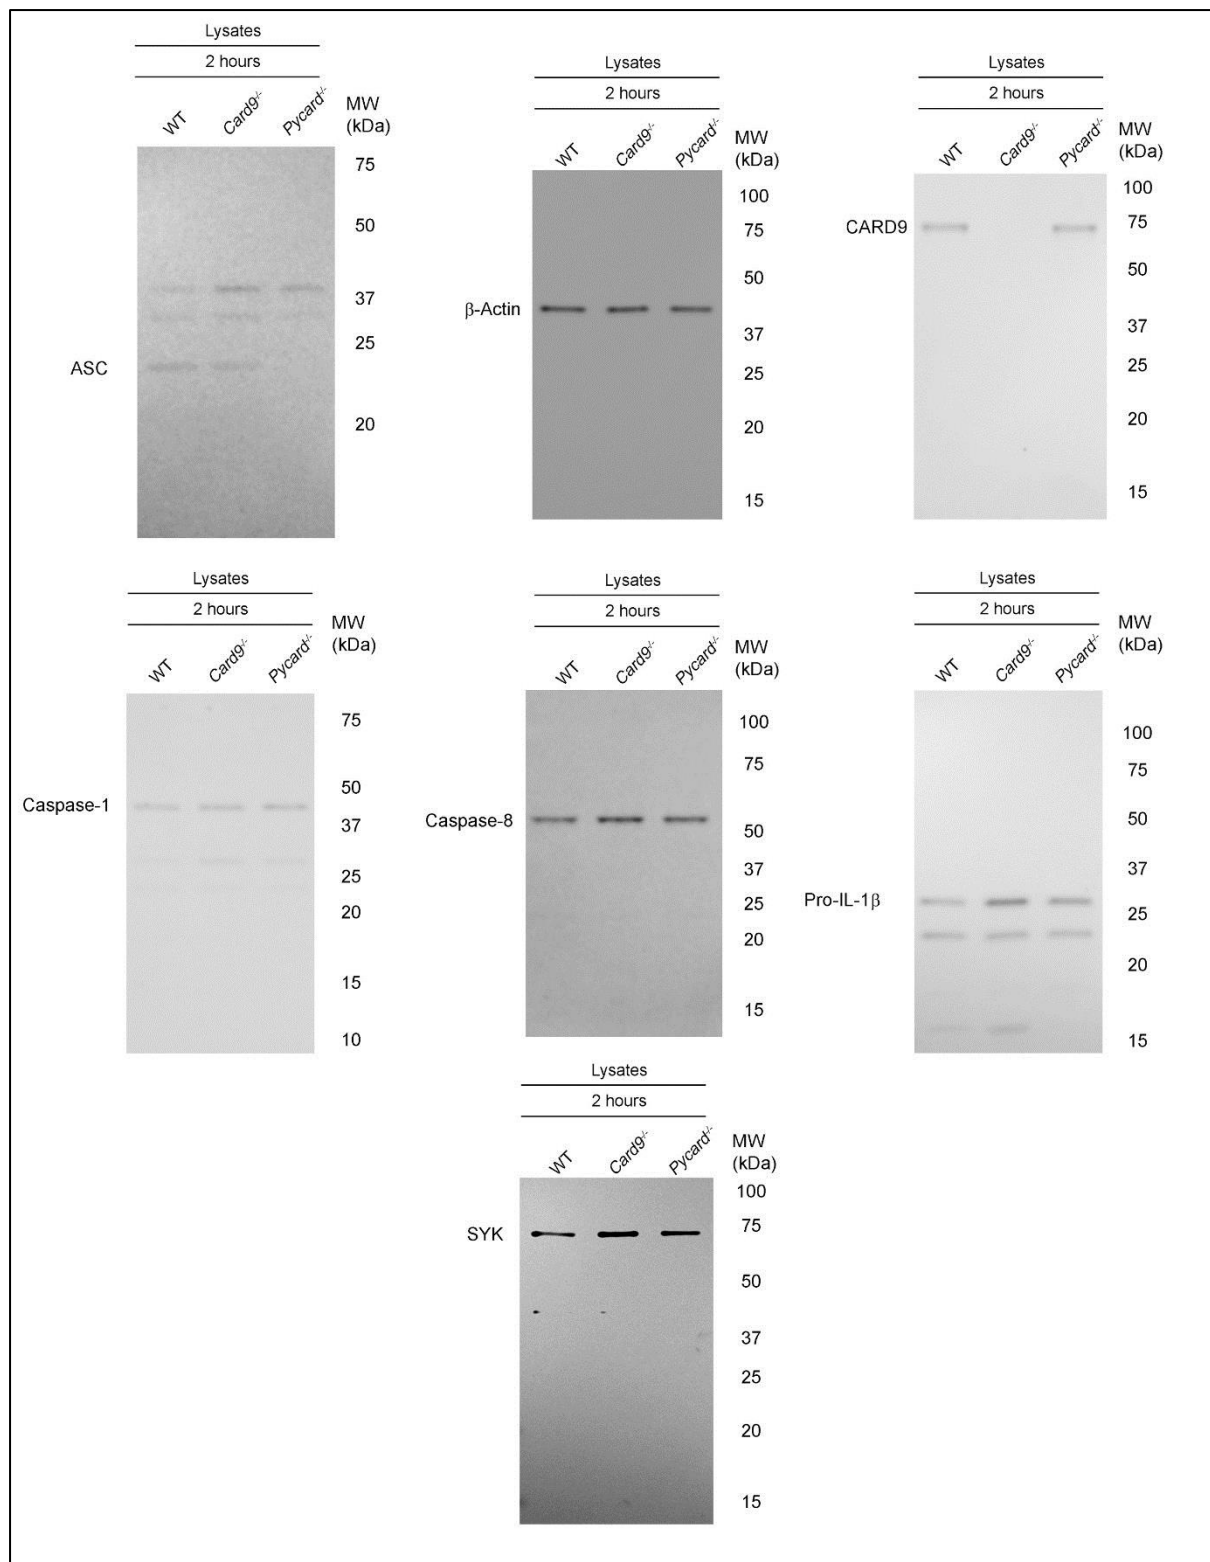 Lysates
2 hours
WT Card9-/- Pycard-/- MW
(kDa)
75
50
37
25
ASC
20
Lysates
2 hours
WT Card9-/- Pycard-/- MW
(kDa)
100
75
50
β-Actin
37
25
20
15
Lysates
2 hours
WT Card9-/- Pycard-/- MW
(kDa)
100
CARD9 75
50
37
25
20
15
Lysates
2 hours
WT Card9-/- Pycard-/- MW
(kDa)
75
50
Caspase-1
37
25
20
15
10
Lysates
2 hours
WT Card9-/- Pycard-/- MW
(kDa)
100
75
Caspase-8
50
37
25
20
15
Lysates
2 hours
WT Card9-/- Pycard-/- MW
(kDa)
100
75
50
37
Pro-IL-1β
25
20
15
Lysates
2 hours
WT Card9-/- Pycard-/- MW
(kDa)
100
75
SYK
50
37
25
20
15